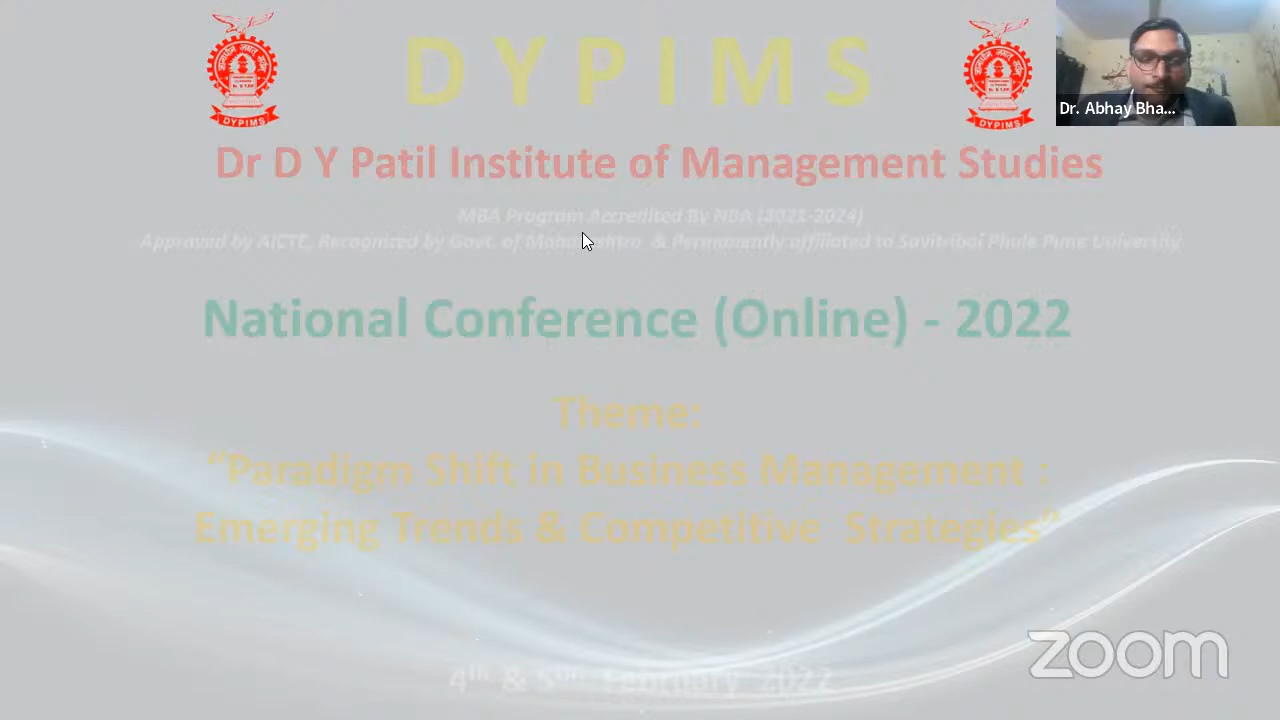 D Y P I M S
DYPIMS
DYPIMS
Dr. Abhay Bha...
Dr D Y Patil Institute of Management Studies
MBA Program Accredited By NBA (2021-2024)
Approved by AICTE, Recognized by Govt. of Maharashtra & Permanently affiliated to Savitribai Phule Pune University
National Conference (Online) - 2022
Theme:
“Paradigm Shift in Business Management :
Emerging Trends & Competitive Strategies”
zoom
4th & 5th February 2022